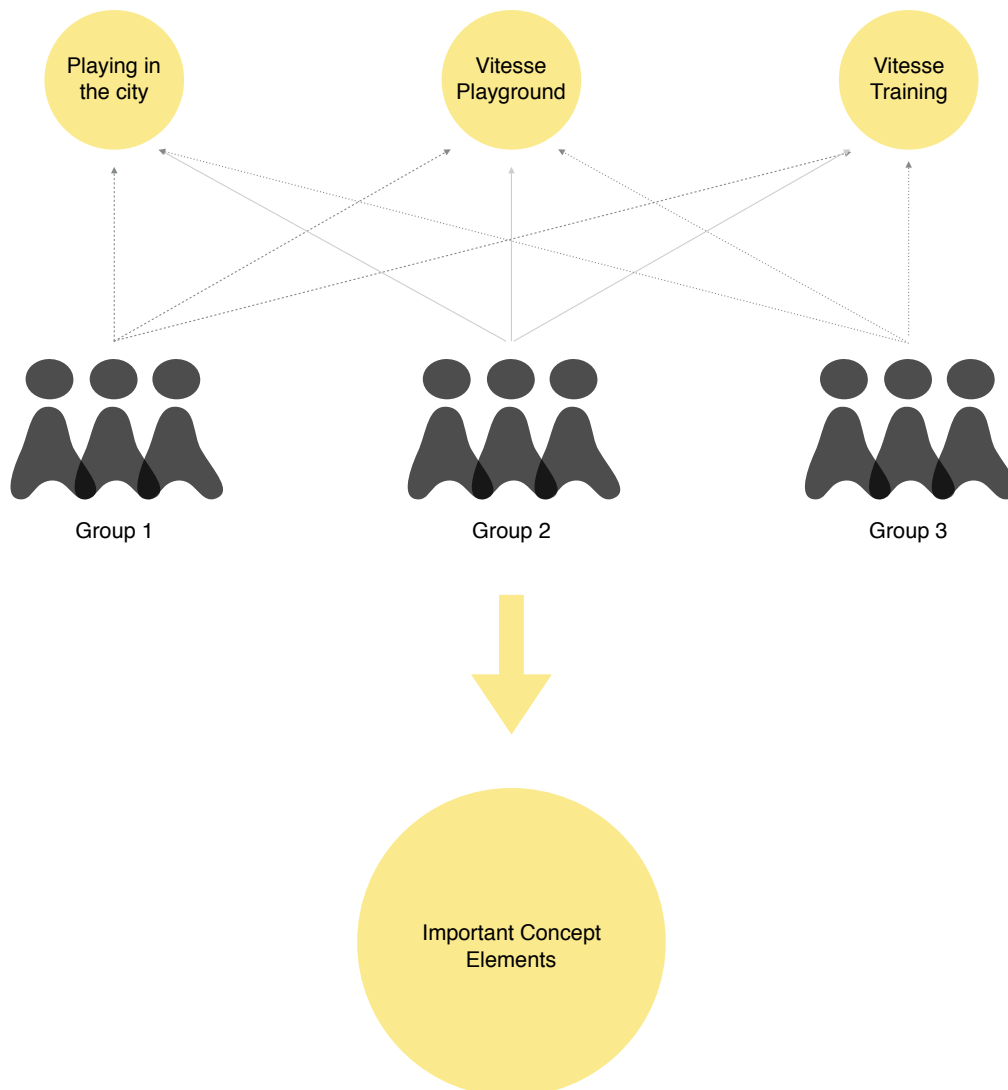 Playing in
the city
Vitesse
Playground
Vitesse
Training
Group 1
Group 2
Group 3
Important Concept
Elements